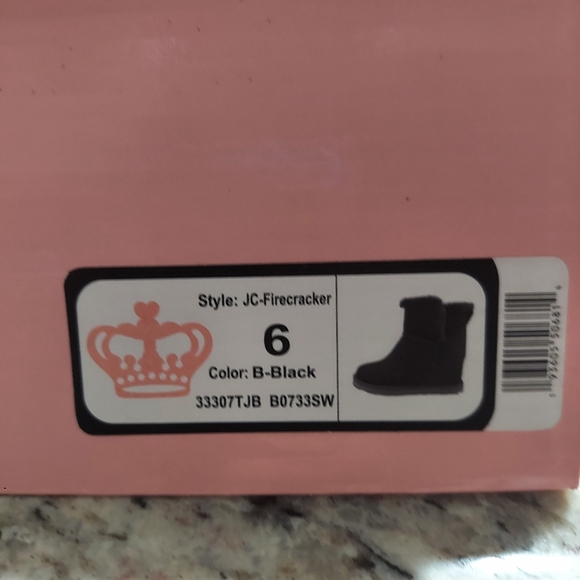 Style: JC-Firecracker
6
Color: B-Black
33307TJB B0733SW